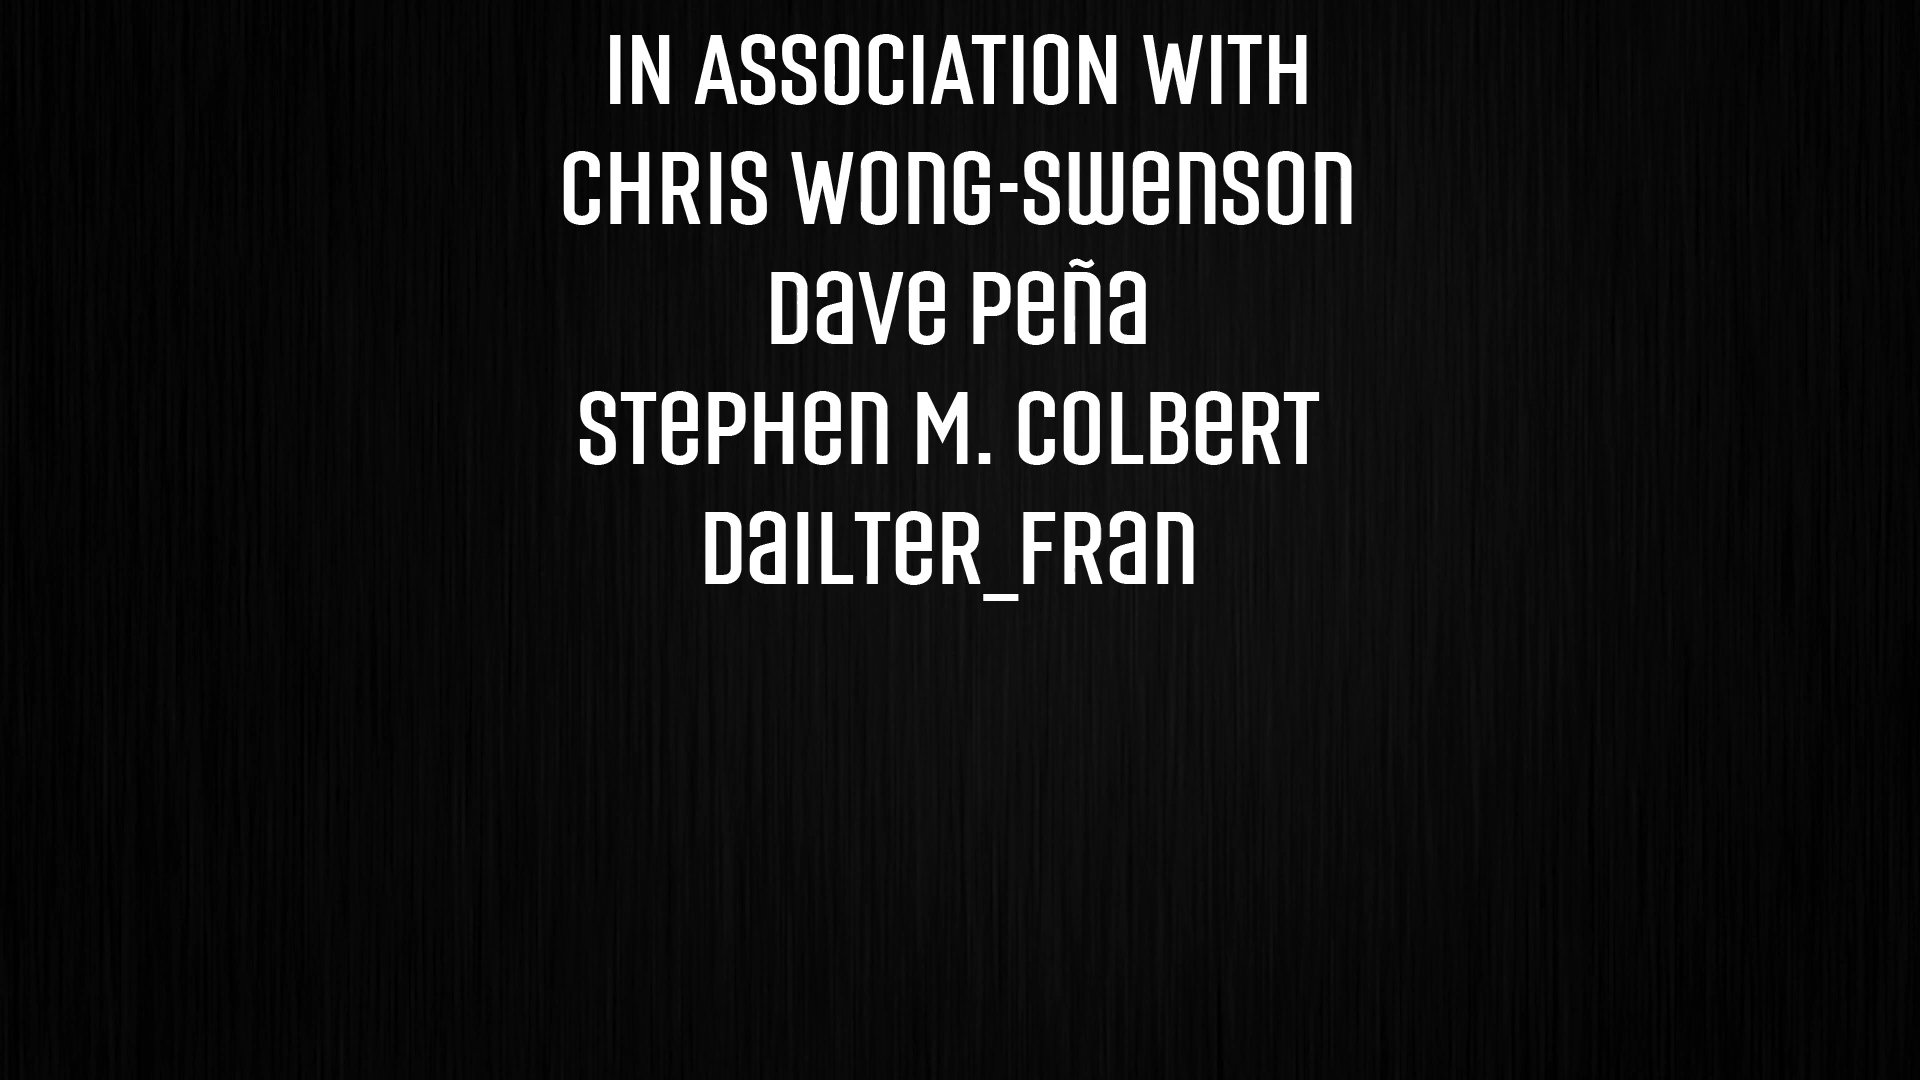 IN ASSOCIATION WITH
CHRIS WONG-SWENSON
Dave Peña
Stephen M. Colbert
Dailter_Fran